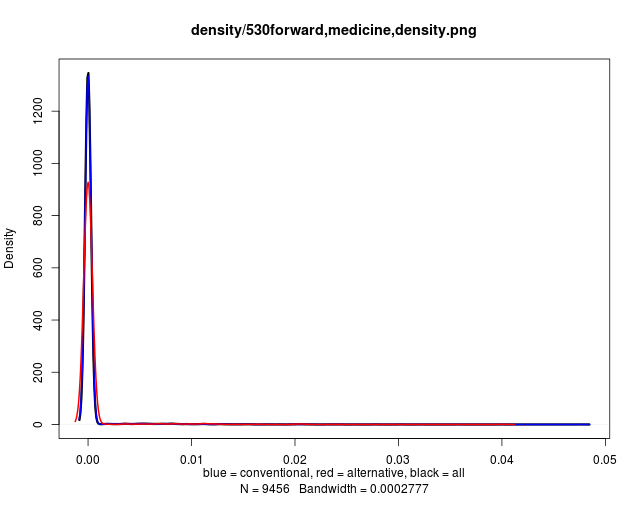 density/530forward,medicine,density.png
Density
1200
1000
800
600
400
200
0
0.00 0.01 0.02 0.03 0.04 0.05
blue = conventional, red = alternative, black = all
N = 9456 Bandwidth = 0.0002777